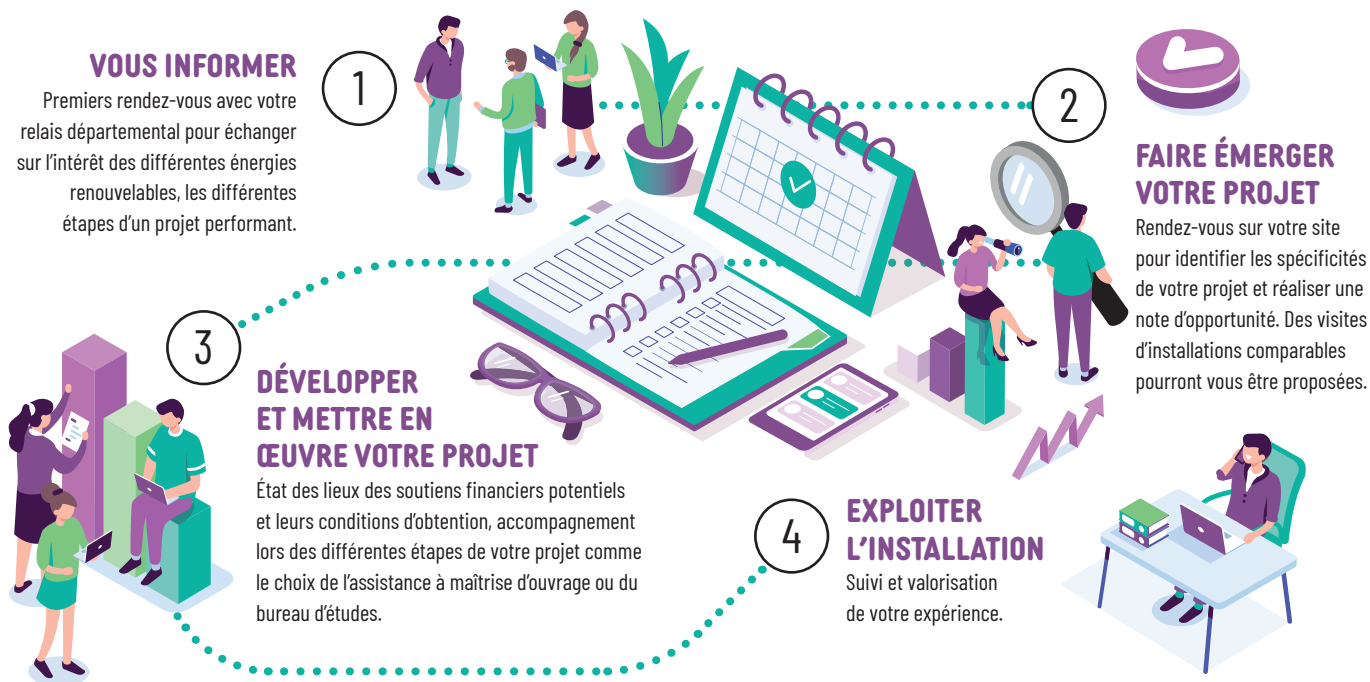 1
VOUS INFORMER
Premiers rendez-vous avec votre
relais départemental pour échanger
sur l'intérêt des différentes énergies
renouvelables, les différentes
étapes d'un projet performant.
2
FAIRE ÉMERGER
VOTRE PROJET
Rendez-vous sur votre site
pour identifier les spécificités
de votre projet et réaliser une
note d'opportunité. Des visites
d'installations comparables
pourront vous être proposées.
3
DÉVELOPPER
ET METTRE EN
ŒUVRE VOTRE PROJET
État des lieux des soutiens financiers potentiels
et leurs conditions d'obtention, accompagnement
lors des différentes étapes de votre projet comme
le choix de l'assistance à maîtrise d'ouvrage ou du
bureau d'études.
4
EXPLOITER
L'INSTALLATION
Suivi et valorisation
de votre expérience.